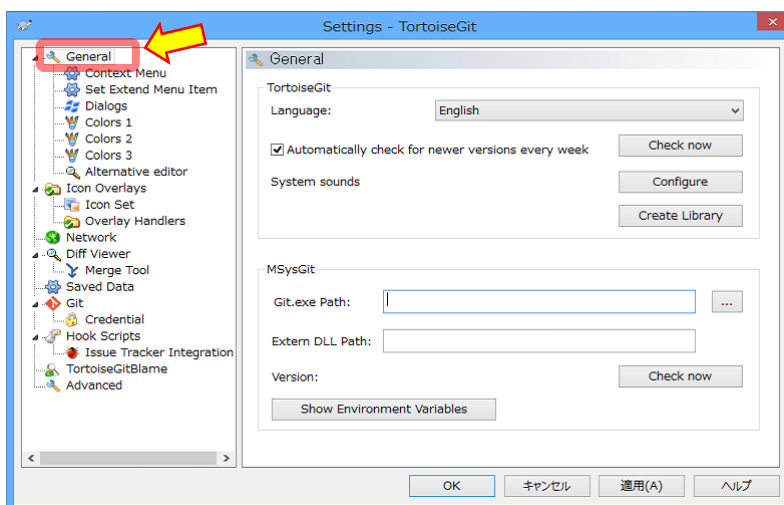 Settings - TortoiseGit
General
Context Menu
Set Extend Menu Item
Dialogs
Colors 1
Colors 2
Colors 3
Alternative editor
Icon Overlays
Icon Set
Overlay Handlers
Network
Diff Viewer
Merge Tool
Saved Data
Git
Credential
Hook Scripts
Issue Tracker Integration
TortoiseGitBlame
Advanced
General
TortoiseGit
Language: English
Automatically check for newer versions every week Check now
System sounds Configure
Create Library
MSysGit
Git.exe Path: ...
Extern DLL Path:
Version: Check now
Show Environment Variables
OK キャンセル 適用(A) ヘルプ